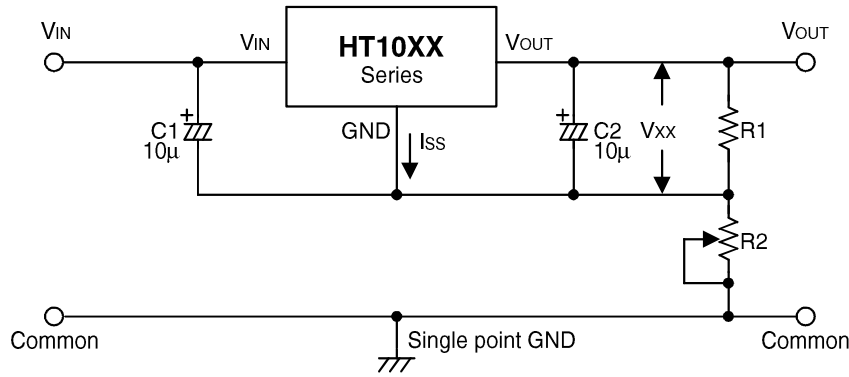 VIN
VIN
HT10XX
Series
VOUT
VOUT
GND
ISS
C1
10μ
C2
10μ
VXX
R1
R2
Common
Single point GND
Common